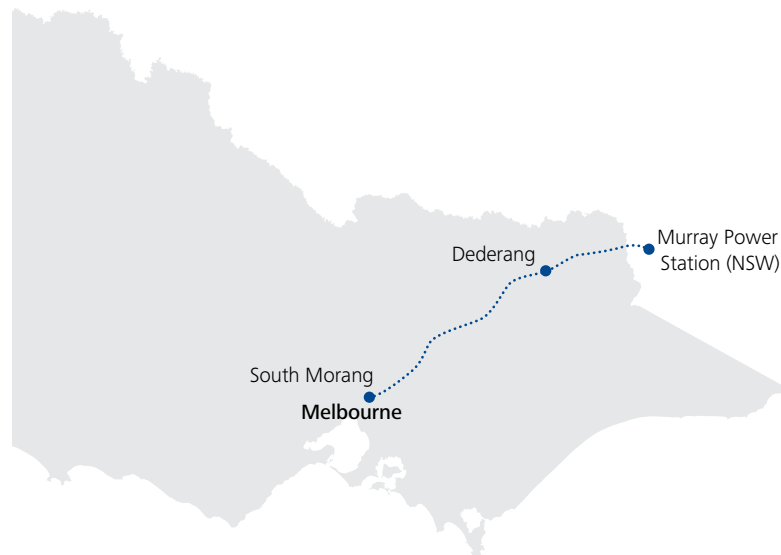 Murray Power
Station (NSW)
Dederang
South Morang
Melbourne